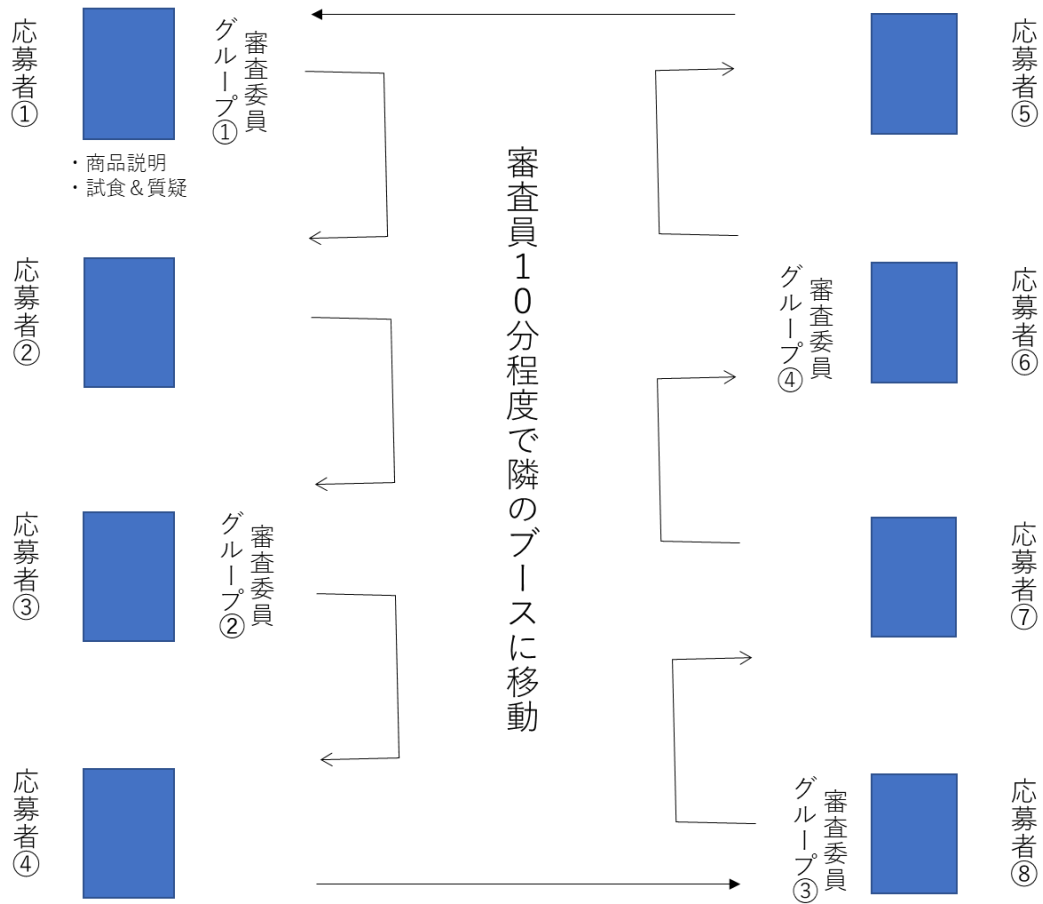 応募者①
審査委員
グループ①
・商品説明
・試食＆質疑
応募者②
応募者③
審査委員
グループ②
応募者④
審査員１０分程度で隣のブースに移動
応募者⑤
審査委員
グループ④
応募者⑥
応募者⑦
審査委員
グループ③
応募者⑧